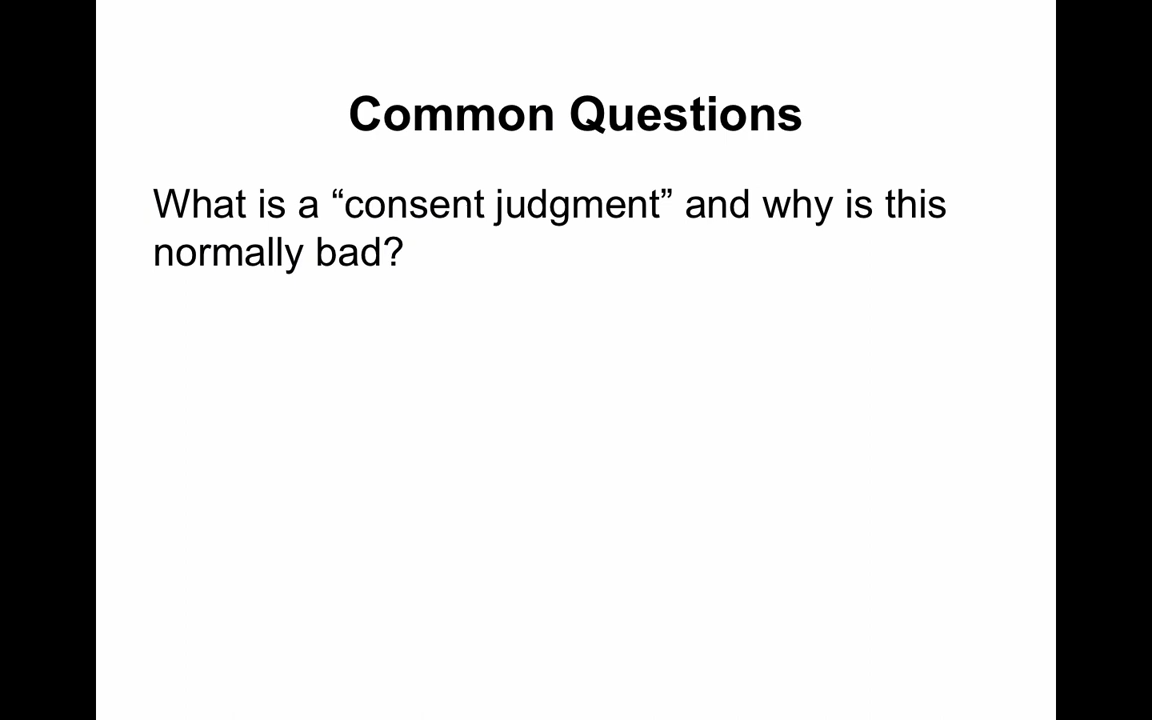 Common Questions
What is a “consent judgment” and why is this
normally bad?